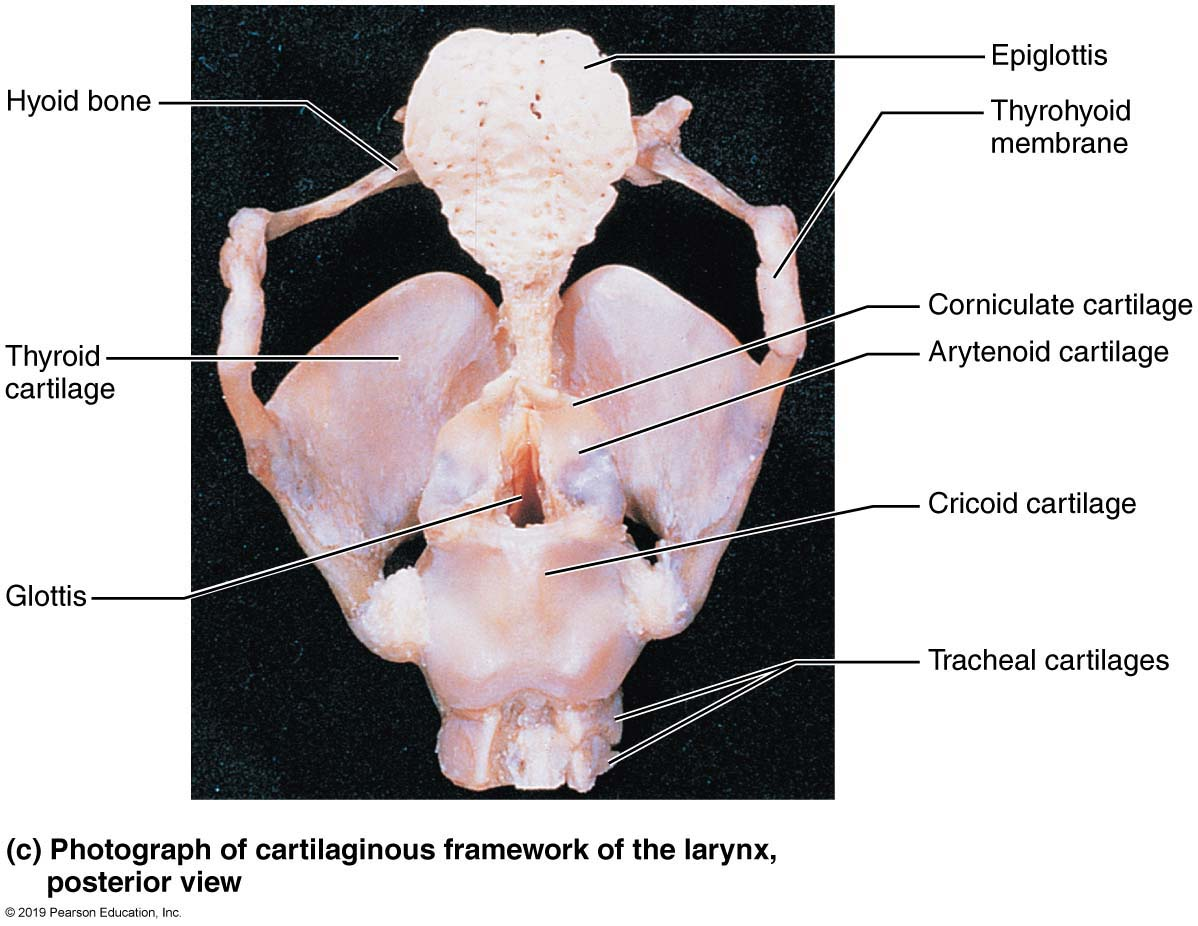 Epiglottis
Hyoid bone
Thyrohyoid
membrane
Corniculate cartilage
Thyroid
cartilage
Arytenoid cartilage
Cricoid cartilage
Glottis
Tracheal cartilages
(c) Photograph of cartilaginous framework of the larynx,
posterior view
© 2019 Pearson Education, Inc.